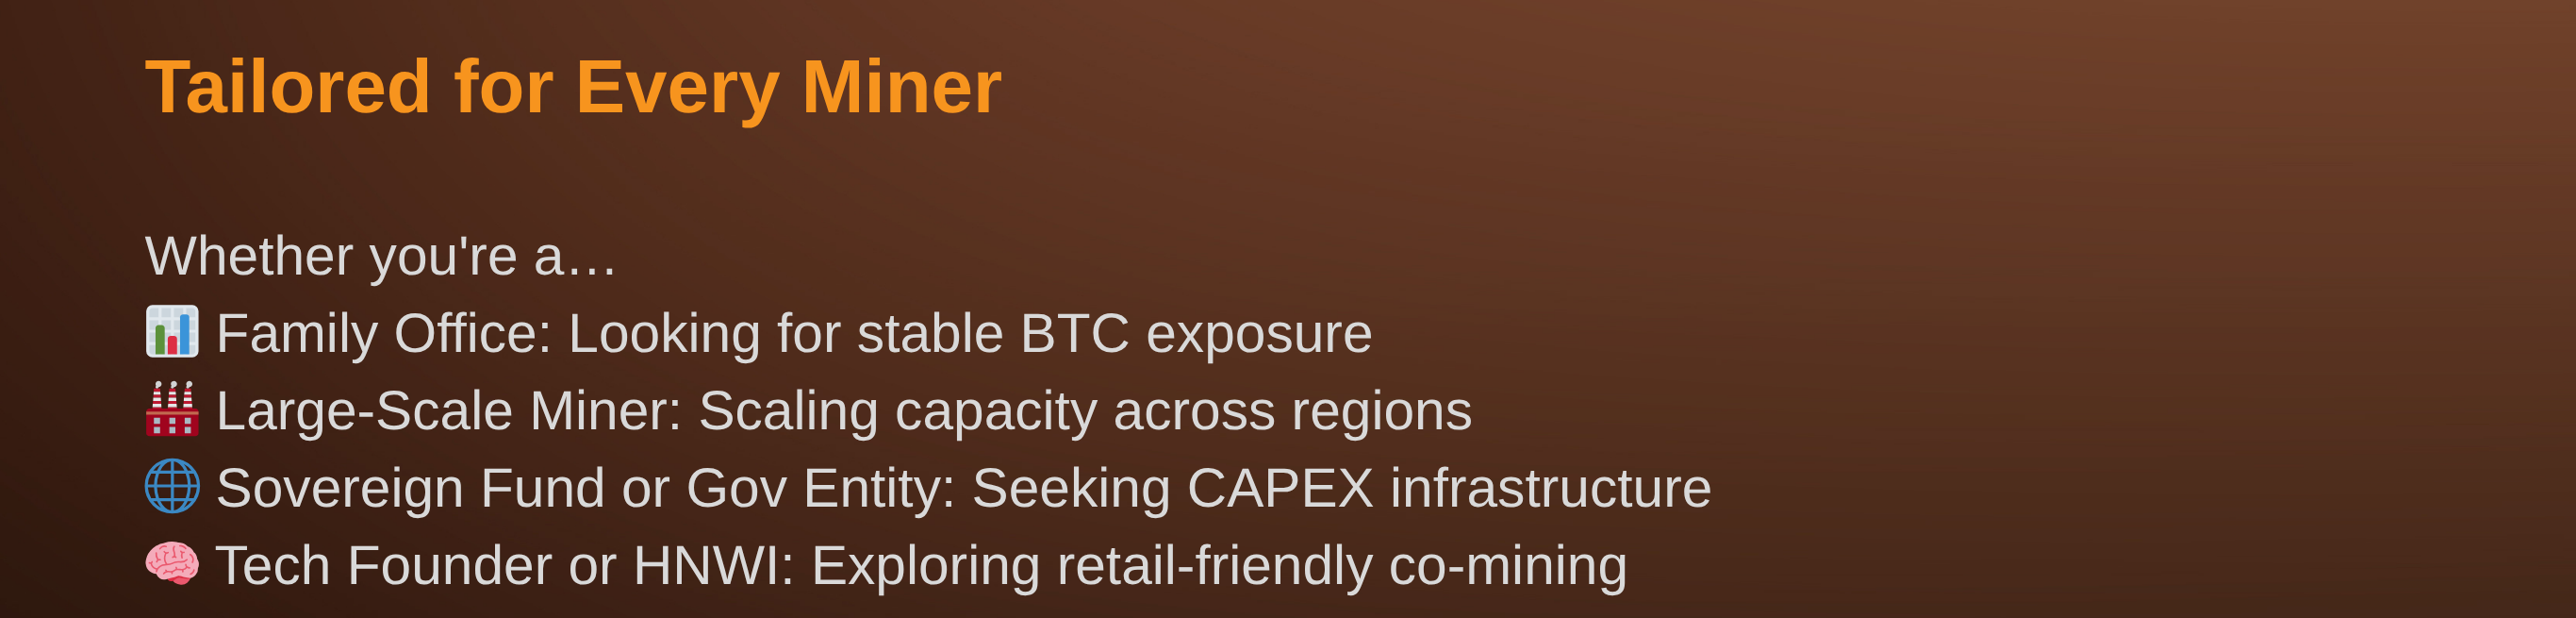 Tailored for Every Miner
Whether you're a…
📊 Family Office: Looking for stable BTC exposure
🏭 Large-Scale Miner: Scaling capacity across regions
🌐 Sovereign Fund or Gov Entity: Seeking CAPEX infrastructure
🧠 Tech Founder or HNWI: Exploring retail-friendly co-mining